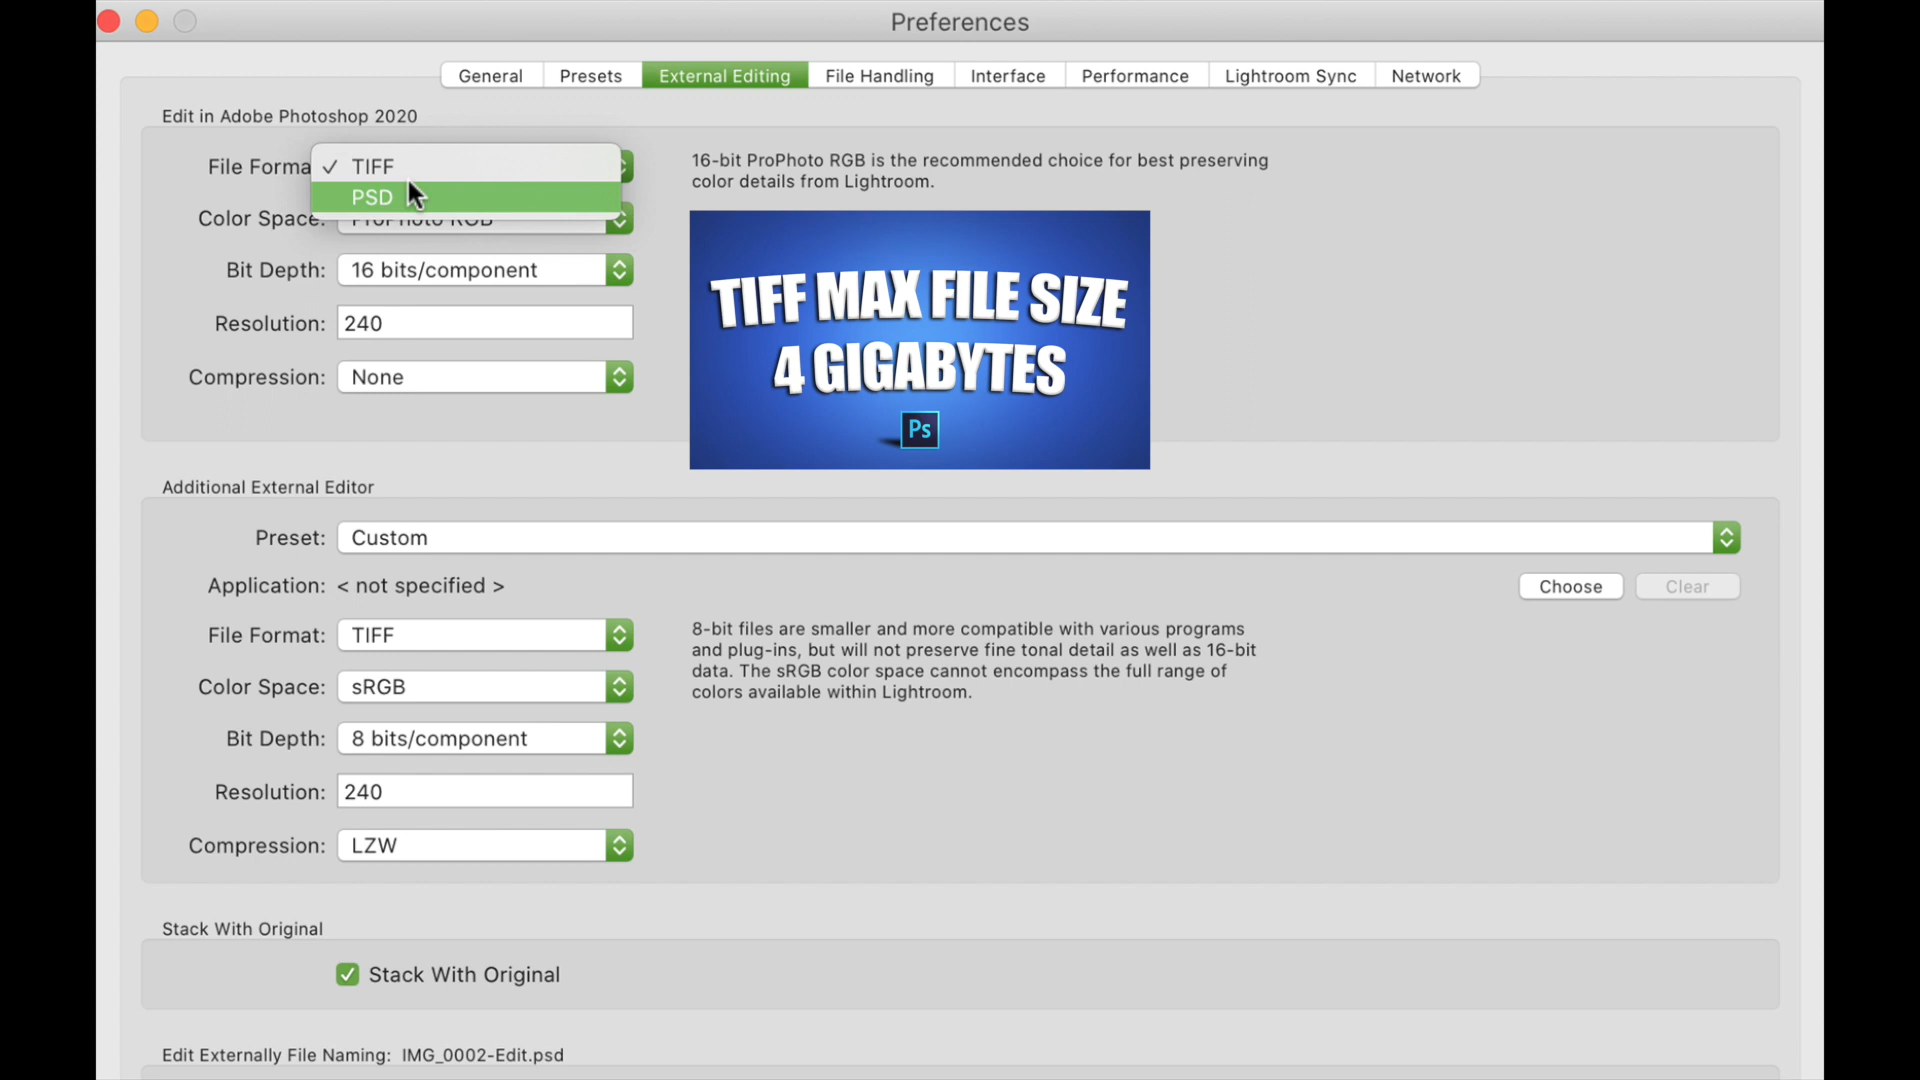 Preferences
General Presets External Editing File Handling Interface Performance Lightroom Sync Network
Edit in Adobe Photoshop 2020
File Forma
✓ TIFF
PSD
16-bit ProPhoto RGB is the recommended choice for best preserving
color details from Lightroom.
Color Space: ProPhoto RGB
Bit Depth: 16 bits/component
Resolution: 240
Compression: None
TIFF MAX FILE SIZE
4 GIGABYTES
Ps
Additional External Editor
Preset: Custom
Application: < not specified > Choose Clear
File Format: TIFF
8-bit files are smaller and more compatible with various programs
and plug-ins, but will not preserve fine tonal detail as well as 16-bit
data. The sRGB color space cannot encompass the full range of
colors available within Lightroom.
Color Space: sRGB
Bit Depth: 8 bits/component
Resolution: 240
Compression: LZW
Stack With Original
Stack With Original
Edit Externally File Naming: IMG_0002-Edit.psd